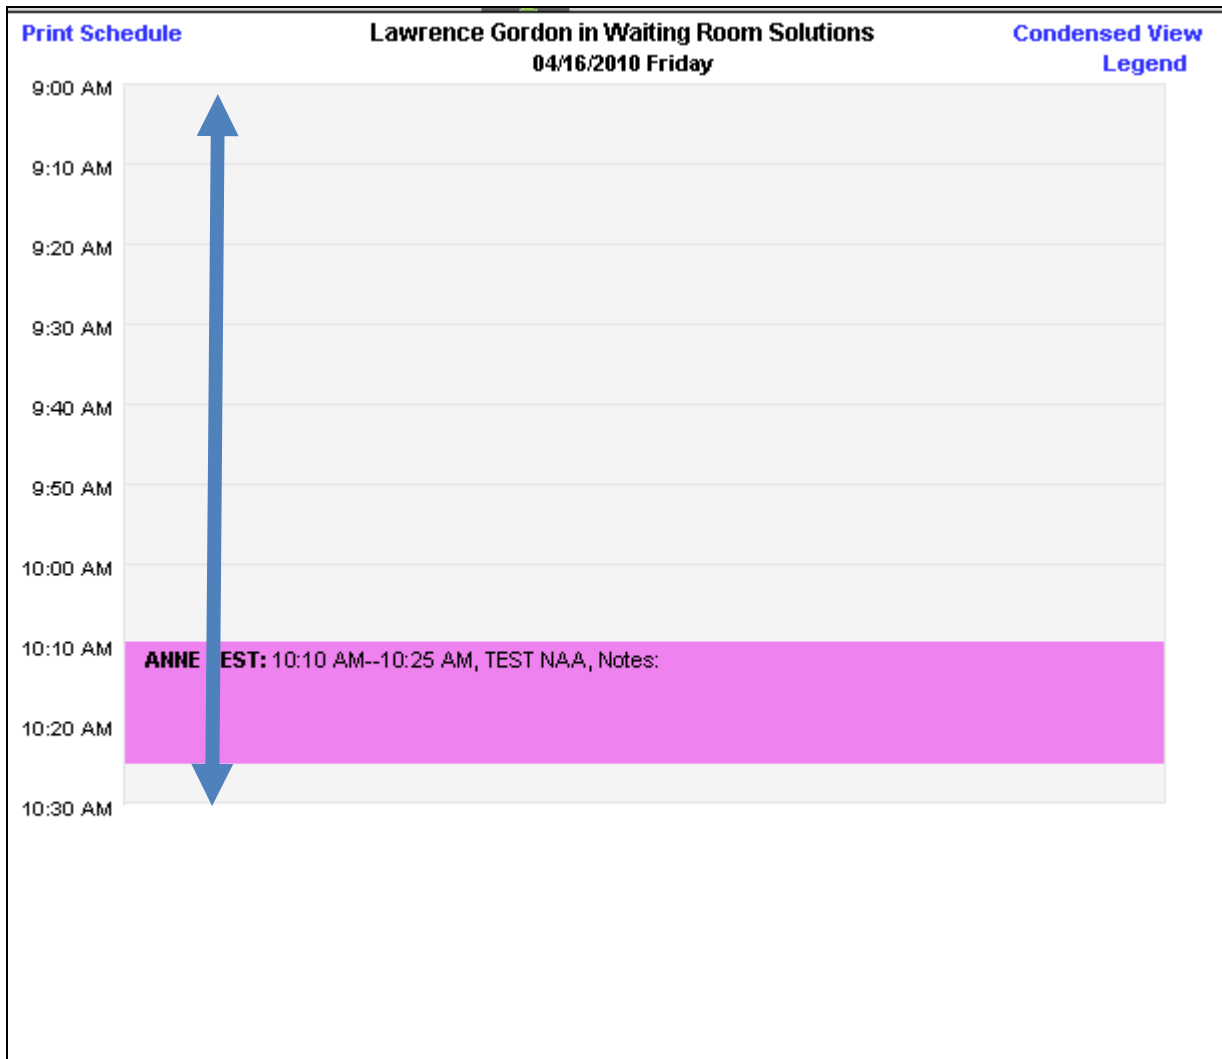 Print Schedule Lawrence Gordon in Waiting Room Solutions Condensed View
04/16/2010 Friday Legend
9:00 AM
9:10 AM
9:20 AM
9:30 AM
9:40 AM
9:50 AM
10:00 AM
10:10 AM ANNE EST: 10:10 AM--10:25 AM, TEST NAA, Notes:
10:20 AM
10:30 AM